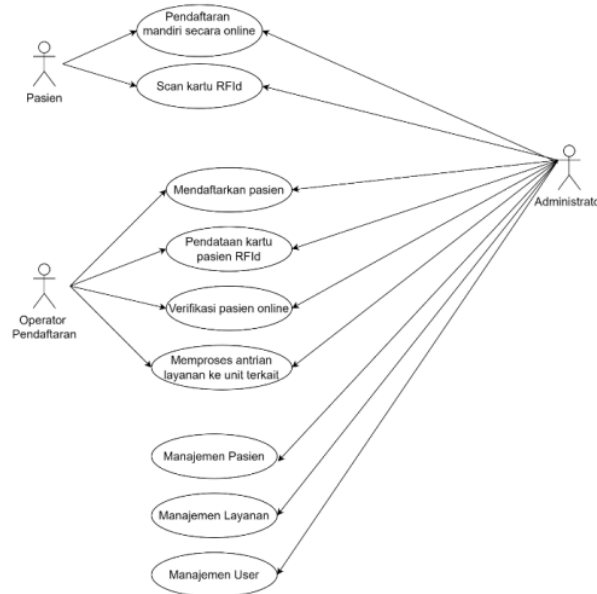 Pendaftaran
mandiri secara online
Scan kartu RFId
Pasien
Mendaftarkan pasien
Administrato
Pendataan kartu
pasien RFId
Verifikasi pasien online
Operator
Pendaftaran
Memproses antrian
layanan ke unit terkait
Manajemen Pasien
Manajemen Layanan
Manajemen User